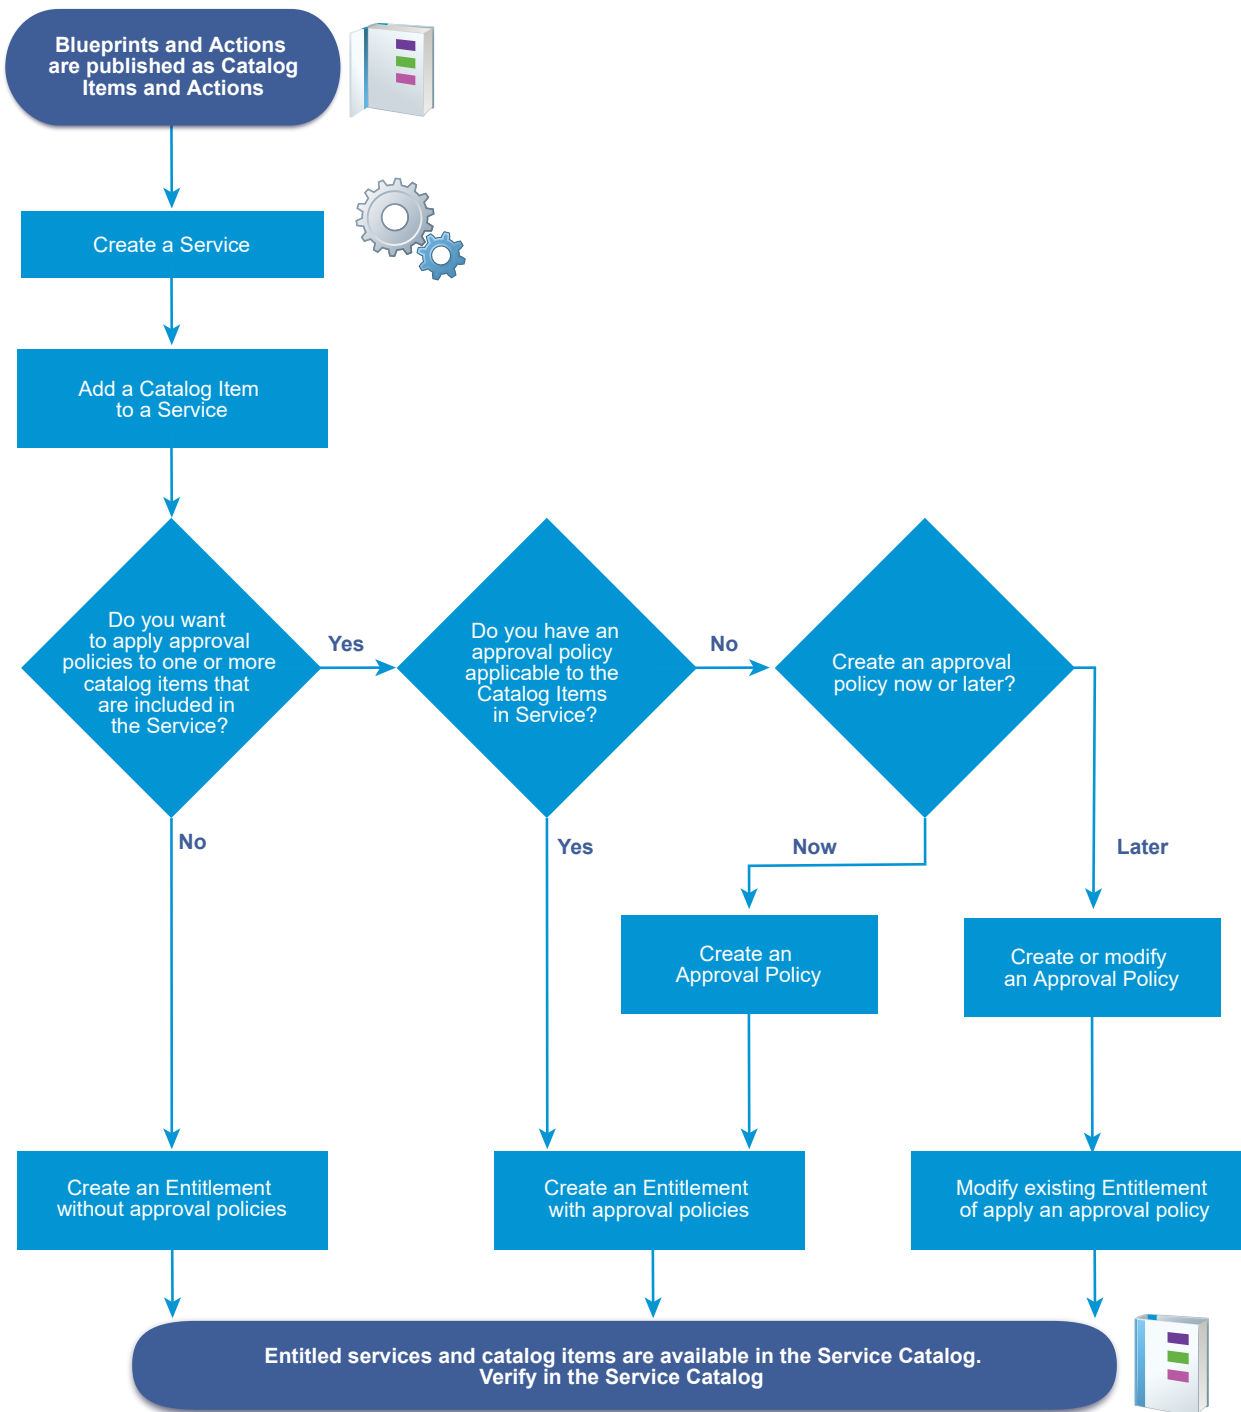 Blueprints and Actions
are published as Catalog
Items and Actions
Create a Service
Add a Catalog Item
to a Service
Do you want
to apply approval
policies to one or more
catalog items that
are included in
the Service?
Yes
Do you have an
approval policy
applicable to the
Catalog Items
in Service?
No
Create an approval
policy now or later?
No
Yes
Now
Later
Create an
Approval Policy
Create or modify
an Approval Policy
Create an Entitlement
without approval policies
Create an Entitlement
with approval policies
Modify existing Entitlement
of apply an approval policy
Entitled services and catalog items are available in the Service Catalog.
Verify in the Service Catalog